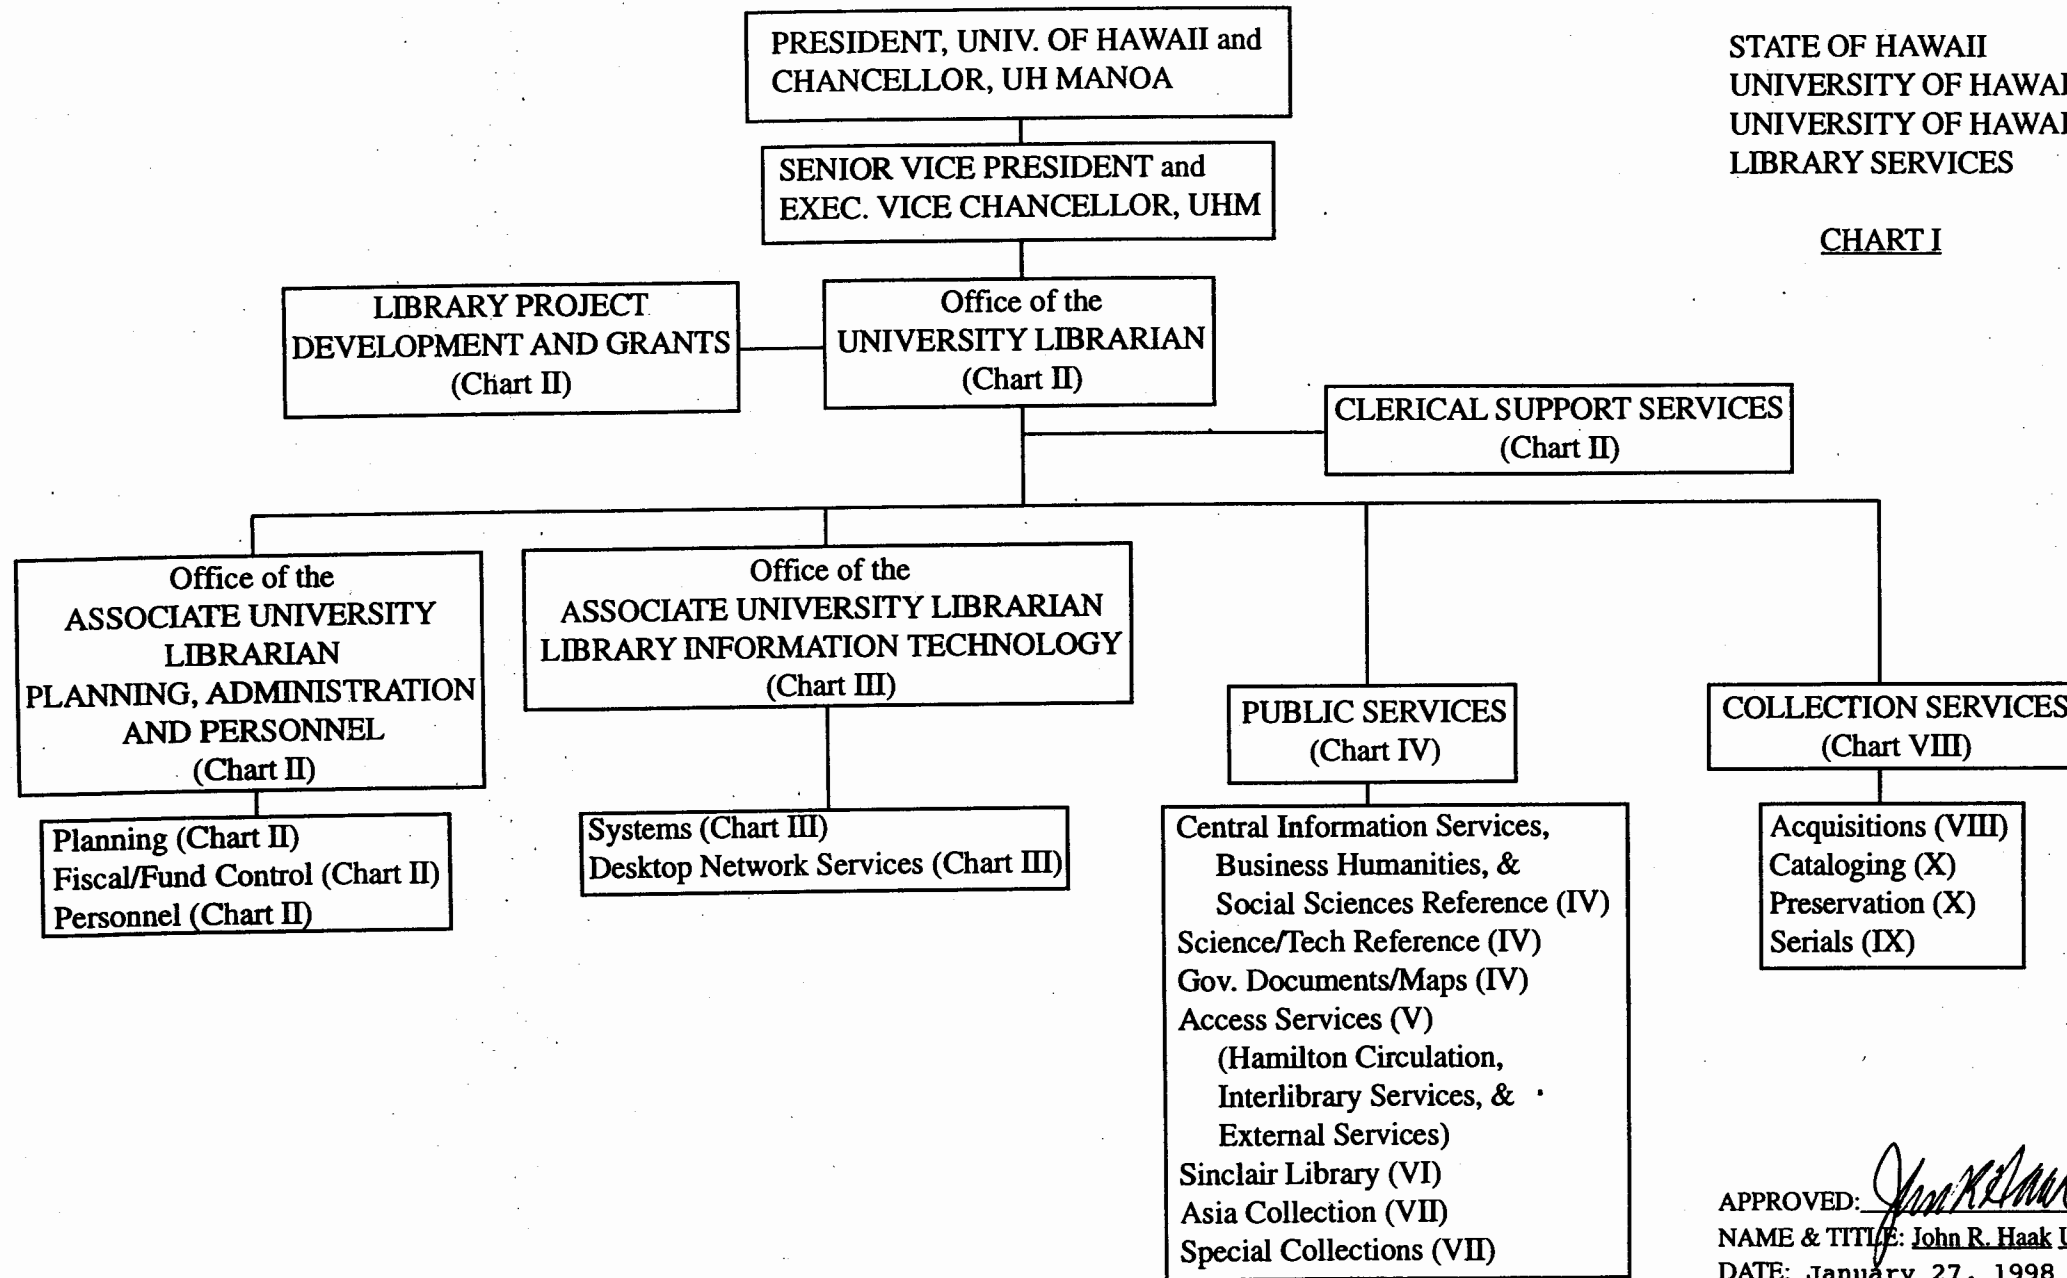 PRESIDENT, UNIV. OF HAWAII and
CHANCELLOR, UH MANOA
STATE OF HAWAII
UNIVERSITY OF HAWAI
UNIVERSITY OF HAWAI
LIBRARY SERVICES
CHART I
SENIOR VICE PRESIDENT and
EXEC. VICE CHANCELLOR, UHM
LIBRARY PROJECT
DEVELOPMENT AND GRANTS
(Chart II)
Office of the
UNIVERSITY LIBRARIAN
(Chart II)
CLERICAL SUPPORT SERVICES
(Chart II)
Office of the
ASSOCIATE UNIVERSITY
LIBRARIAN
PLANNING, ADMINISTRATION
AND PERSONNEL
(Chart II)
Planning (Chart II)
Fiscal/Fund Control (Chart II)
Personnel (Chart II)
Office of the
ASSOCIATE UNIVERSITY LIBRARIAN
LIBRARY INFORMATION TECHNOLOGY
(Chart III)
Systems (Chart III)
Desktop Network Services (Chart III)
PUBLIC SERVICES
(Chart IV)
Central Information Services,
Business Humanities, &
Social Sciences Reference (IV)
Science/Tech Reference (IV)
Gov. Documents/Maps (IV)
Access Services (V)
(Hamilton Circulation,
Interlibrary Services, &
External Services)
Sinclair Library (VI)
Asia Collection (VII)
Special Collections (VII)
COLLECTION SERVICES
(Chart VIII)
Acquisitions (VIII)
Cataloging (X)
Preservation (X)
Serials (IX)
APPROVED:
NAME & TITLE: John R. Haak
DATE: January 27, 1998